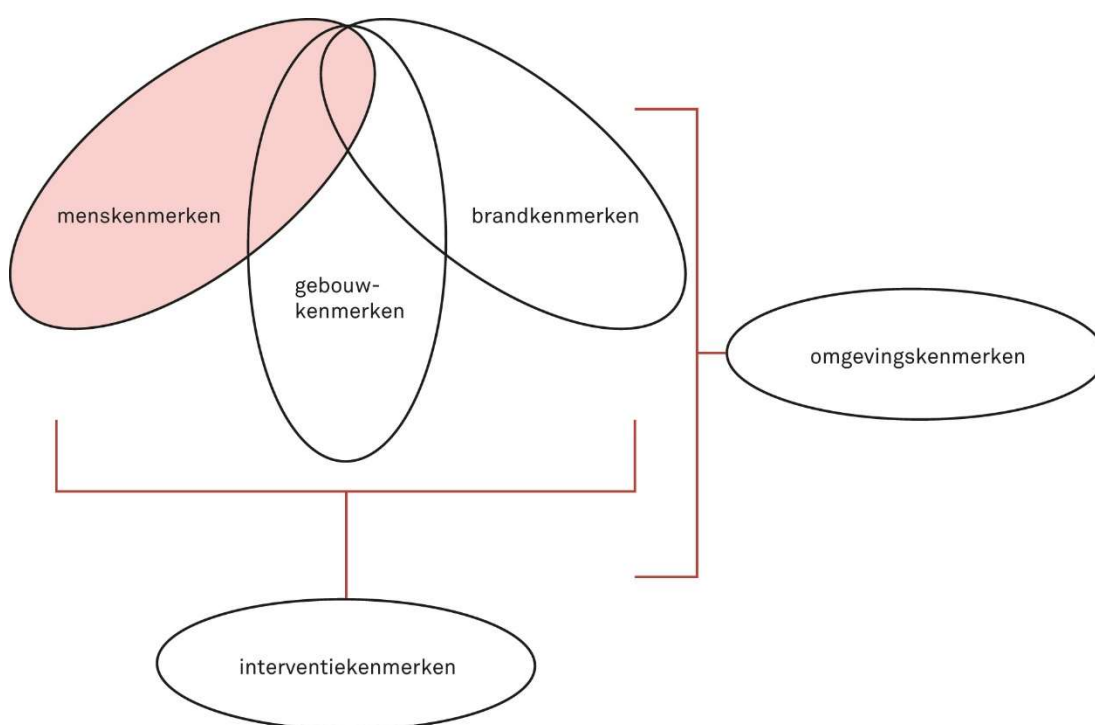 menskenmerken
brandkenmerken
gebouw-
kenmerken
omgevingskenmerken
interventiekenmerken